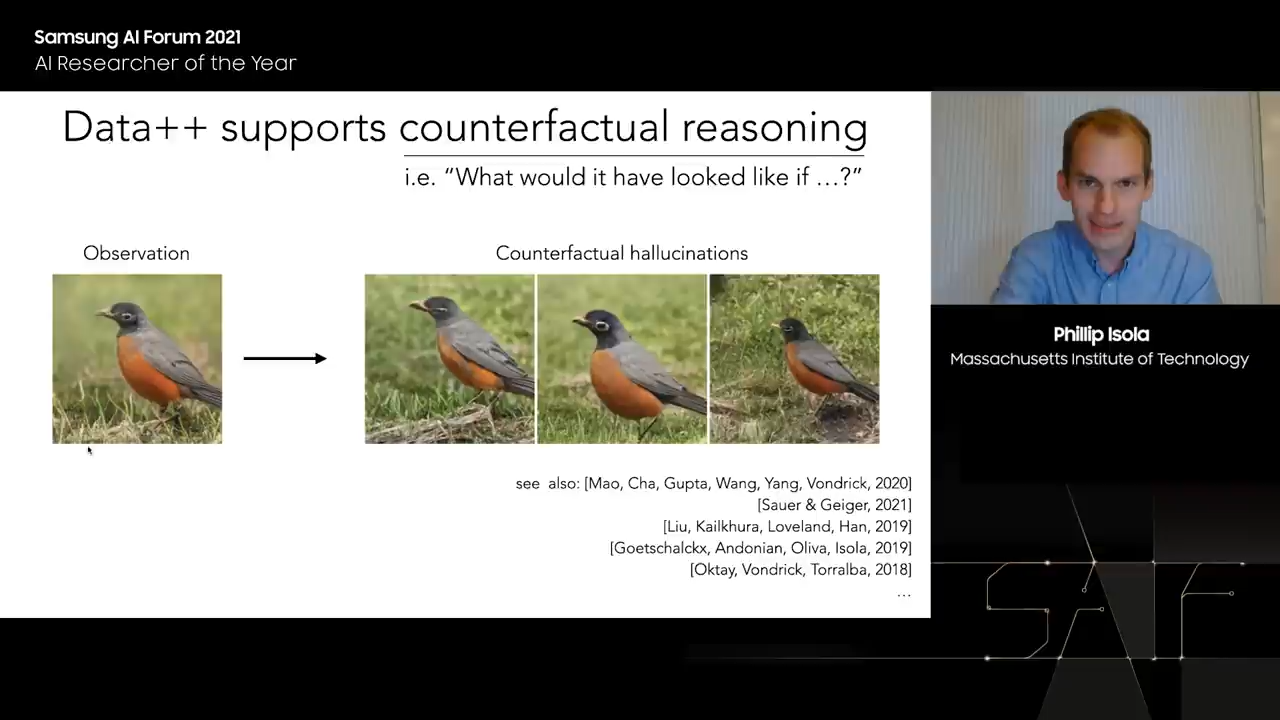 Samsung AI Forum 2021
AI Researcher of the Year
Data++ supports counterfactual reasoning
i.e. “What would it have looked like if …?”
Observation
Counterfactual hallucinations
see also: [Mao, Cha, Gupta, Wang, Yang, Vondrick, 2020]
[Sauer & Geiger, 2021]
[Liu, Kailkhura, Loveland, Han, 2019]
[Goetschalckx, Andonian, Oliva, Isola, 2019]
[Oktay, Vondrick, Torralba, 2018]
…
Phillip Isola
Massachusetts Institute of Technology
SAIF